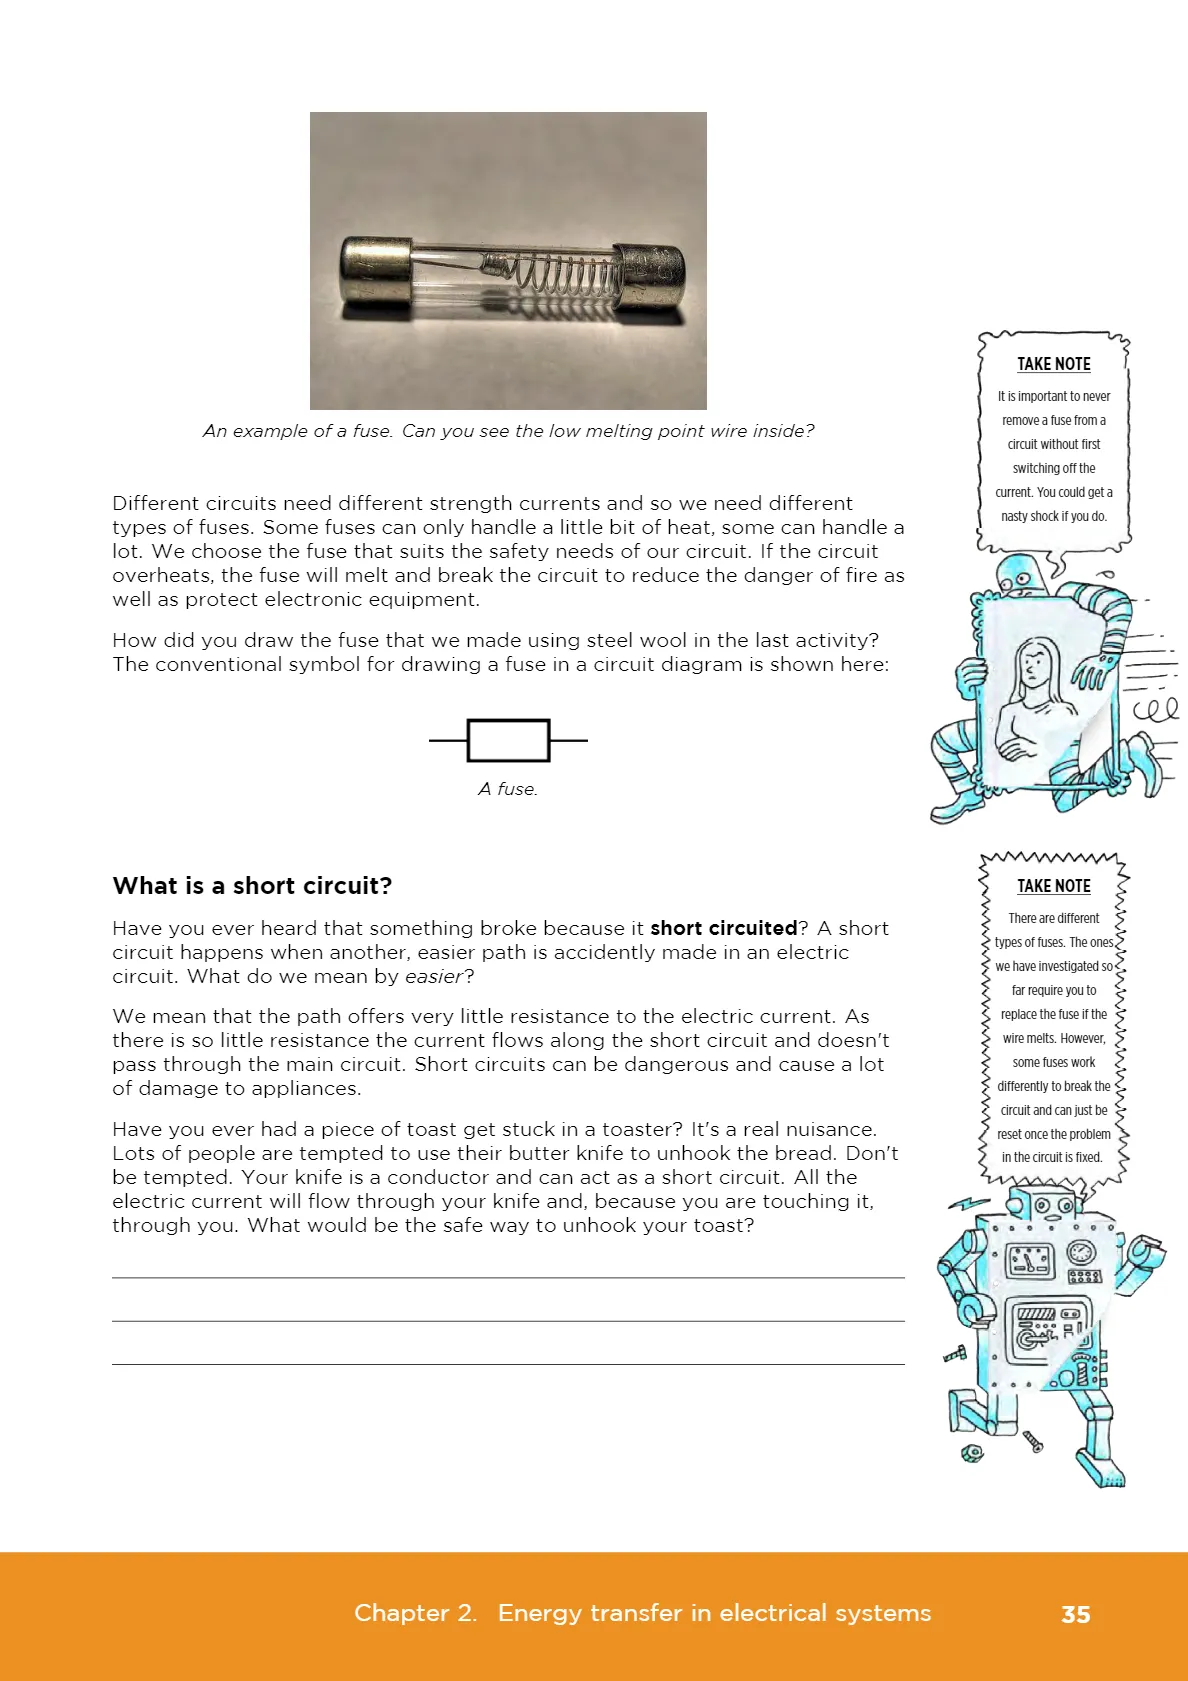 An example of a fuse. Can you see the low melting point wire inside?
Different circuits need different strength currents and so we need different
types of fuses. Some fuses can only handle a little bit of heat, some can handle a
lot. We choose the fuse that suits the safety needs of our circuit. If the circuit
overheats, the fuse will melt and break the circuit to reduce the danger of fire as
well as protect electronic equipment.
How did you draw the fuse that we made using steel wool in the last activity?
The conventional symbol for drawing a fuse in a circuit diagram is shown here:
A fuse.
What is a short circuit?
Have you ever heard that something broke because it short circuited? A short
circuit happens when another, easier path is accidently made in an electric
circuit. What do we mean by easier?
We mean that the path offers very little resistance to the electric current. As
there is so little resistance the current flows along the short circuit and doesn't
pass through the main circuit. Short circuits can be dangerous and cause a lot
of damage to appliances.
Have you ever had a piece of toast get stuck in a toaster? It's a real nuisance.
Lots of people are tempted to use their butter knife to unhook the bread. Don't
be tempted. Your knife is a conductor and can act as a short circuit. All the
electric current will flow through your knife and, because you are touching it,
through you. What would be the safe way to unhook your toast?
TAKE NOTE
It is important to never
remove a fuse from a
circuit without first
switching off the
current. You could get a
nasty shock if you do.
TAKE NOTE
There are different
types of fuses. The ones
we have investigated so
far require you to
replace the fuse if the
wire melts. However,
some fuses work
differently to break the
circuit and can just be
reset once the problem
in the circuit is fixed.
Chapter 2. Energy transfer in electrical systems 35